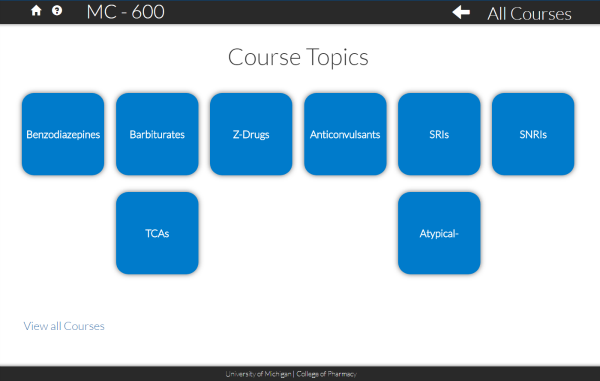 MC - 600
All Courses
Course Topics
Benzodiazepines
Barbiturates
Z-Drugs
Anticonvulsants
SRIs
SNRIs
TCAs
Atypical-
View all Courses
University of Michigan | College of Pharmacy